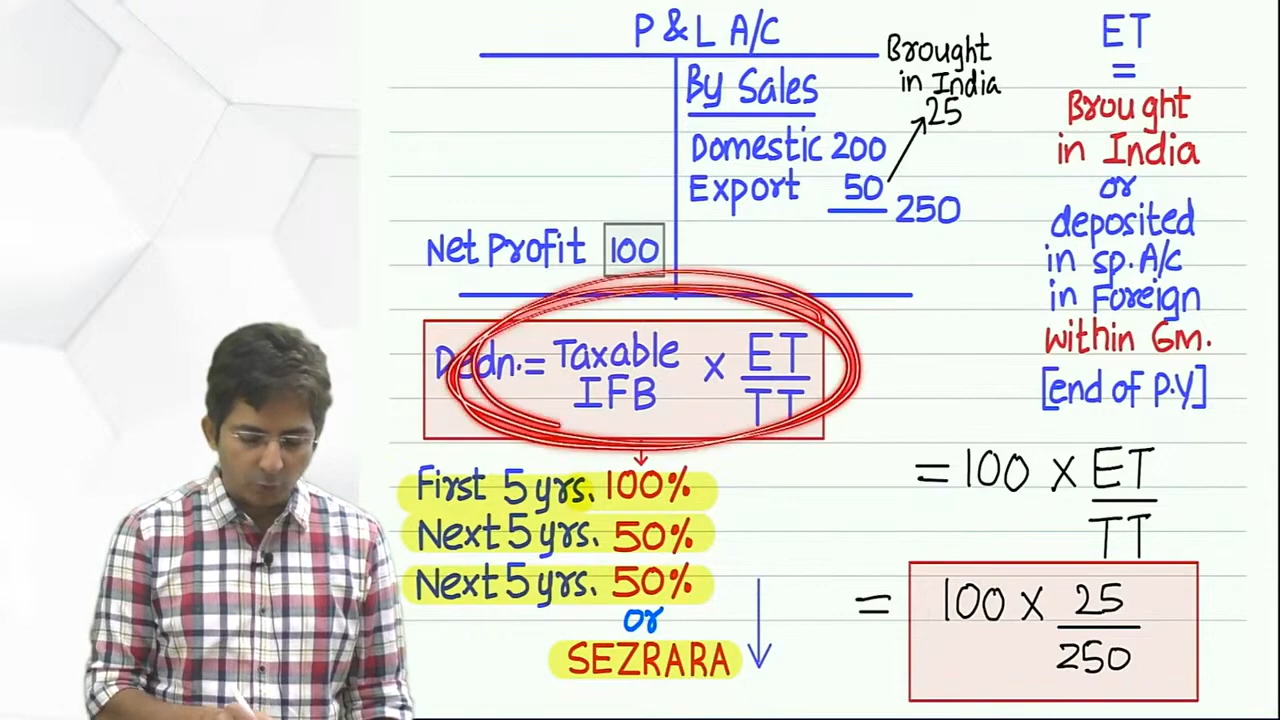 P & L A/C
By Sales
Domestic 200
Export 50
250
Brought
in India
25
Net Profit 100
Dedn. = Taxable IFB × ET/TT
First 5 yrs. 100%
Next 5 yrs. 50%
Next 5 yrs. 50%
or
SEZRARA
ET
=
Brought
in India
or
deposited
in sp. A/C
in Foreign
within 6m.
[end of P.Y]
= 100 × ET/TT
= 100 × 25/250